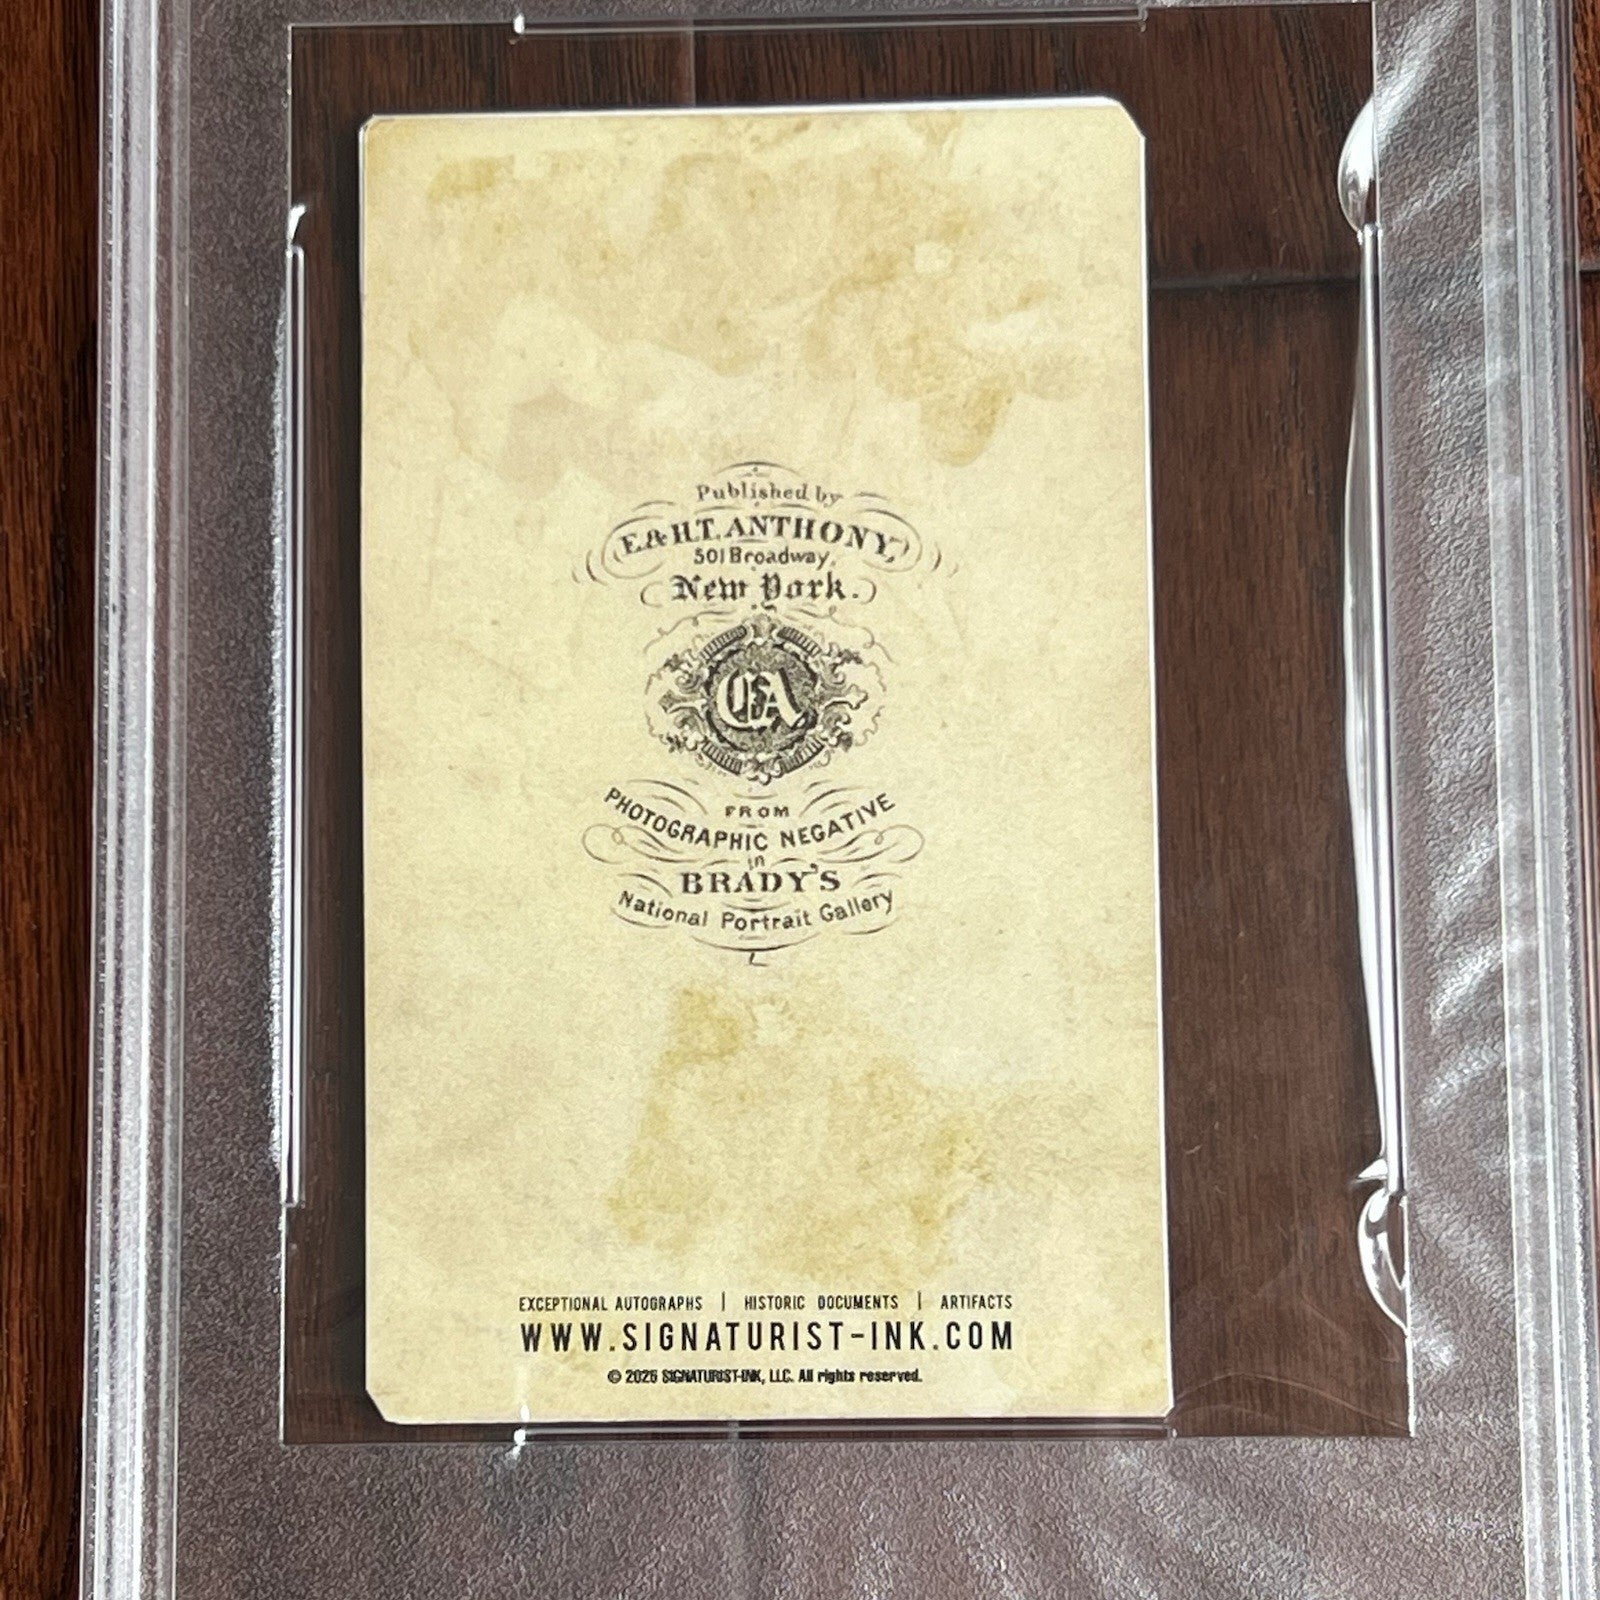 Published by
E. & H.T. ANTHONY,
501 Broadway,
New York.
EA
FROM
PHOTOGRAPHIC NEGATIVE
in
BRADY'S
National Portrait Gallery
EXCEPTIONAL AUTOGRAPHS | HISTORIC DOCUMENTS | ARTIFACTS
WWW.SIGNATURIST-INK.COM
© 2025 SIGNATURIST-INK, LLC. All rights reserved.